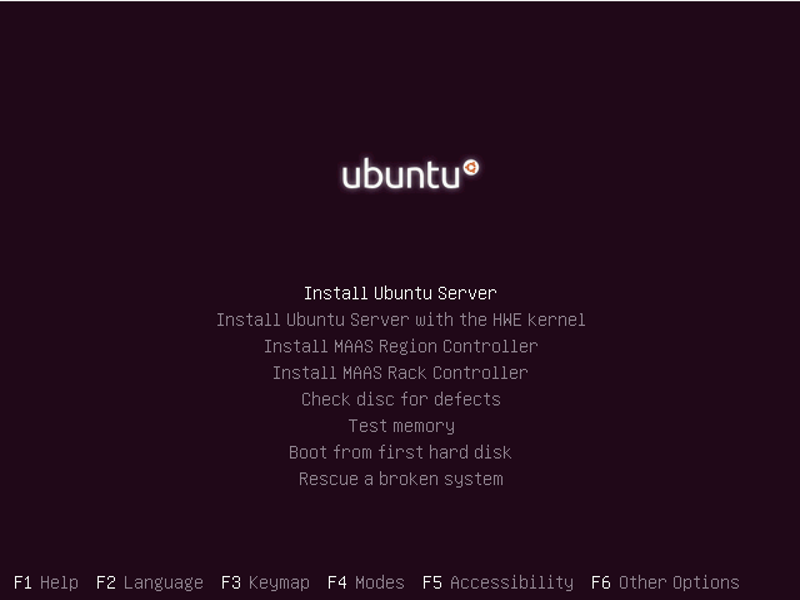 ubuntu
Install Ubuntu Server
Install Ubuntu Server with the HWE kernel
Install MAAS Region Controller
Install MAAS Rack Controller
Check disc for defects
Test memory
Boot from first hard disk
Rescue a broken system
F1 Help F2 Language F3 Keymap F4 Modes F5 Accessibility F6 Other Options